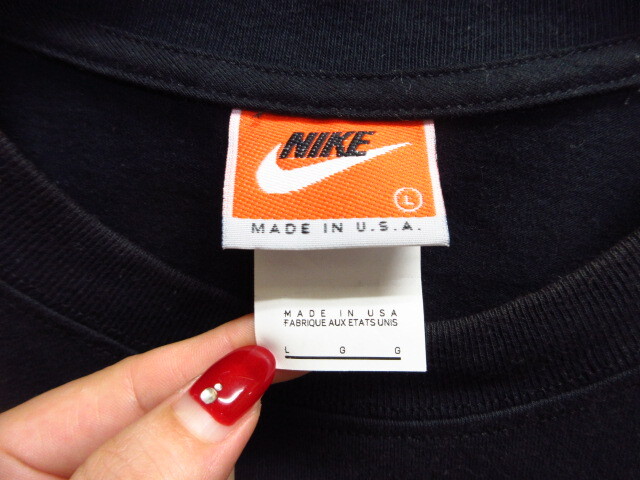 NIKE
L
MADE IN U.S.A.
MADE IN USA
FABRIQUE AUX ETATS UNIS
L G G